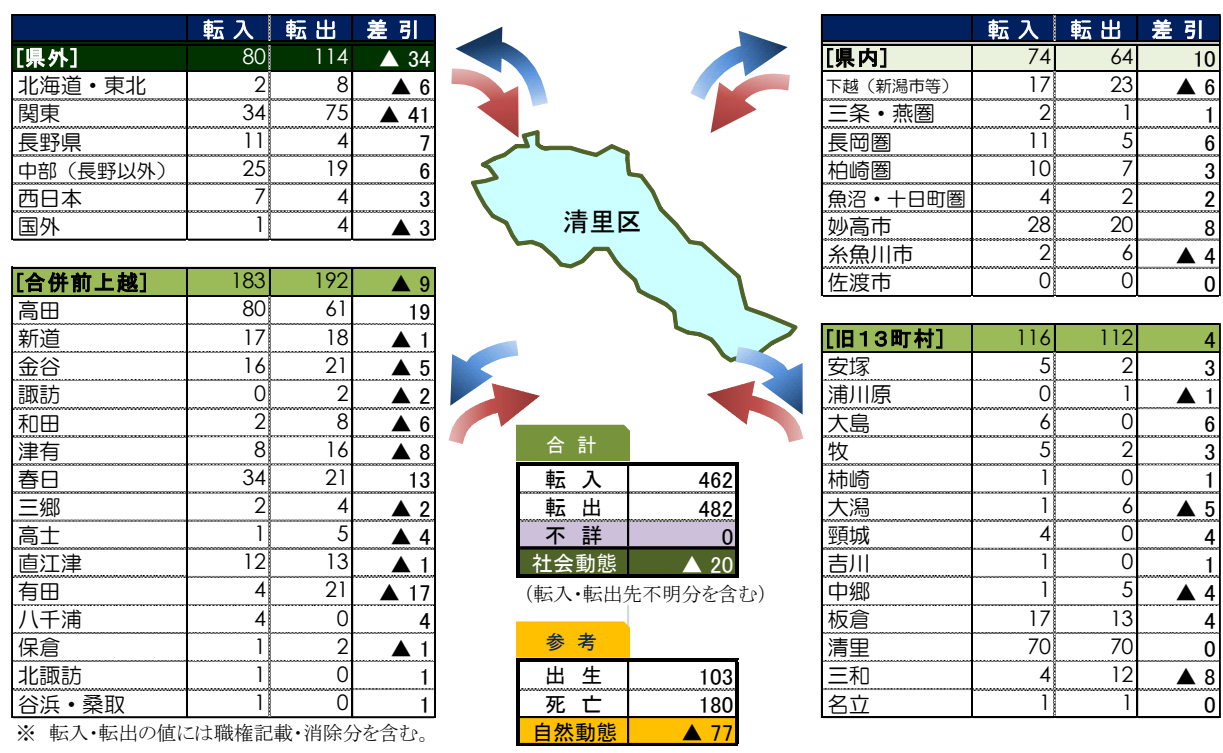 転 入 転 出 差 引
[県外] 80 114 ▲ 34
北海道・東北 2 8 ▲ 6
関東 34 75 ▲ 41
長野県 11 4 7
中部（長野以外） 25 19 6
西日本 7 4 3
国外 1 4 ▲ 3
[合併前上越] 183 192 ▲ 9
高田 80 61 19
新道 17 18 ▲ 1
金谷 16 21 ▲ 5
諏訪 0 2 ▲ 2
和田 2 8 ▲ 6
津有 8 16 ▲ 8
春日 34 21 13
三郷 2 4 ▲ 2
高士 1 5 ▲ 4
直江津 12 13 ▲ 1
有田 4 21 ▲ 17
八千浦 4 0 4
保倉 1 2 ▲ 1
北諏訪 1 0 1
谷浜・桑取 1 0 1
※ 転入・転出の値には職権記載・消除分を含む。
清里区
合 計
転 入 462
転 出 482
不 詳 0
社会動態 ▲ 20
（転入・転出先不明分を含む）
参 考
出 生 103
死 亡 180
自然動態 ▲ 77
転 入 転 出 差 引
[県内] 74 64 10
下越（新潟市等） 17 23 ▲ 6
三条・燕圏 2 1 1
長岡圏 11 5 6
柏崎圏 10 7 3
魚沼・十日町圏 4 2 2
妙高市 28 20 8
糸魚川市 2 6 ▲ 4
佐渡市 0 0 0
[旧13町村] 116 112 4
安塚 5 2 3
浦川原 0 1 ▲ 1
大島 6 0 6
牧 5 2 3
柿崎 1 0 1
大潟 1 6 ▲ 5
頸城 4 0 4
吉川 1 0 1
中郷 1 5 ▲ 4
板倉 17 13 4
清里 70 70 0
三和 4 12 ▲ 8
名立 1 1 0